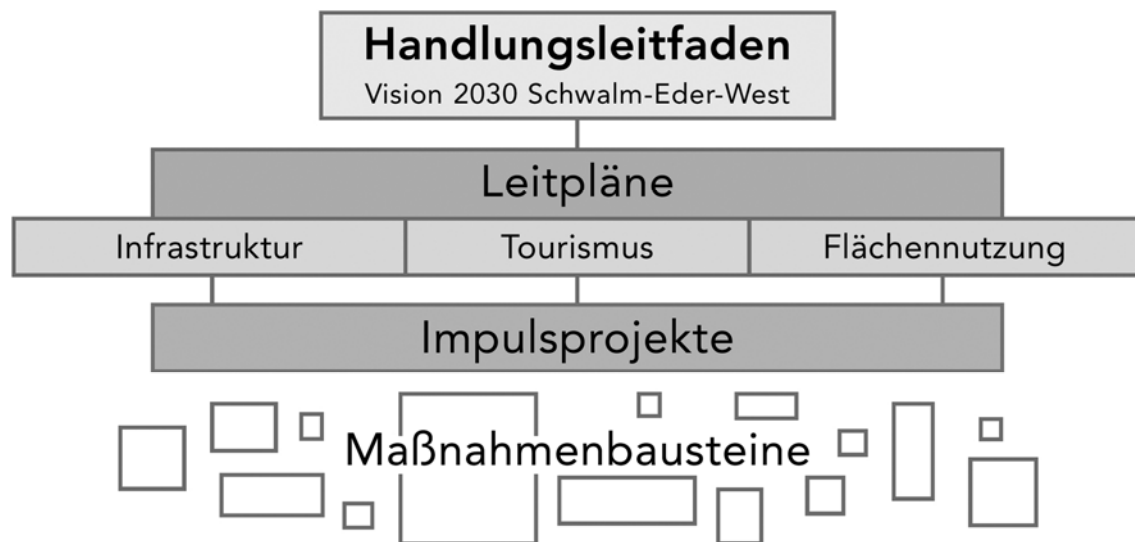 Handlungsleitfaden
Vision 2030 Schwalm-Eder-West
Leitpläne
Infrastruktur
Tourismus
Flächennutzung
Impulsprojekte
Maßnahmenbausteine